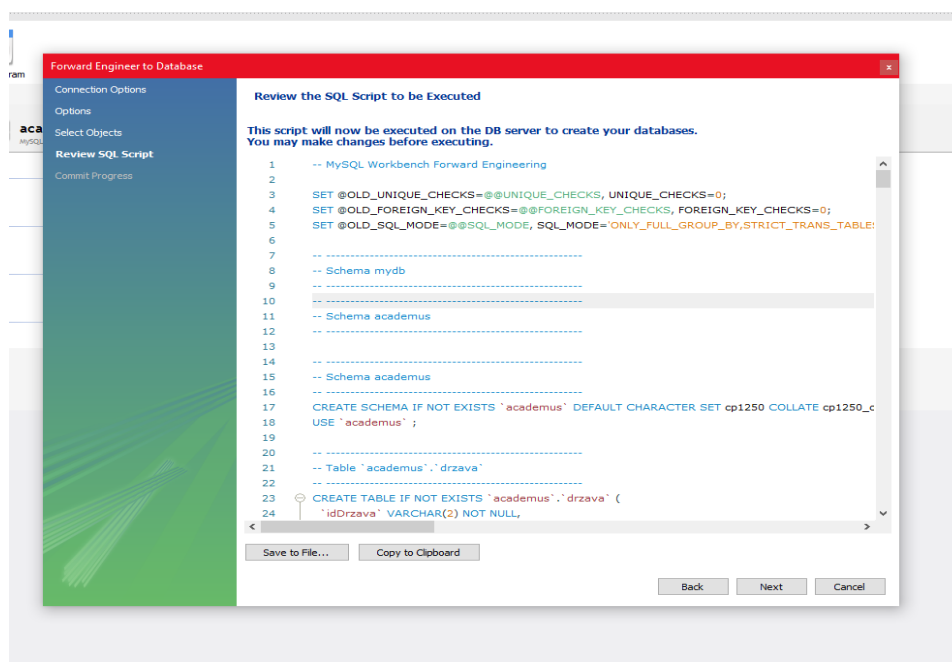 ram
aca
MySQL
Forward Engineer to Database
x
Connection Options
Options
Select Objects
Review SQL Script
Commit Progress
Review the SQL Script to be Executed
This script will now be executed on the DB server to create your databases.
You may make changes before executing.
1 -- MySQL Workbench Forward Engineering
2
3 SET @OLD_UNIQUE_CHECKS=@@UNIQUE_CHECKS, UNIQUE_CHECKS=0;
4 SET @OLD_FOREIGN_KEY_CHECKS=@@FOREIGN_KEY_CHECKS, FOREIGN_KEY_CHECKS=0;
5 SET @OLD_SQL_MODE=@@SQL_MODE, SQL_MODE='ONLY_FULL_GROUP_BY,STRICT_TRANS_TABLES
6
7 -- -----------------------------------------------------
8 -- Schema mydb
9 -- -----------------------------------------------------
10 -- -----------------------------------------------------
11 -- Schema academus
12 -- -----------------------------------------------------
13
14 -- -----------------------------------------------------
15 -- Schema academus
16 -- -----------------------------------------------------
17 CREATE SCHEMA IF NOT EXISTS `academus` DEFAULT CHARACTER SET cp1250 COLLATE cp1250_c
18 USE `academus` ;
19
20 -- -----------------------------------------------------
21 -- Table `academus`.`drzava`
22 -- -----------------------------------------------------
23 CREATE TABLE IF NOT EXISTS `academus`.`drzava` (
24 `idDrzava` VARCHAR(2) NOT NULL,
Save to File...
Copy to Clipboard
Back
Next
Cancel